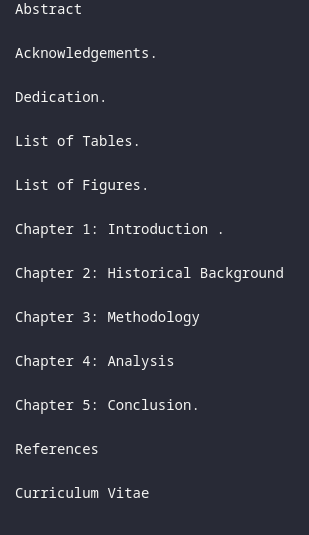 Abstract
Acknowledgements.
Dedication.
List of Tables.
List of Figures.
Chapter 1: Introduction .
Chapter 2: Historical Background
Chapter 3: Methodology
Chapter 4: Analysis
Chapter 5: Conclusion.
References
Curriculum Vitae